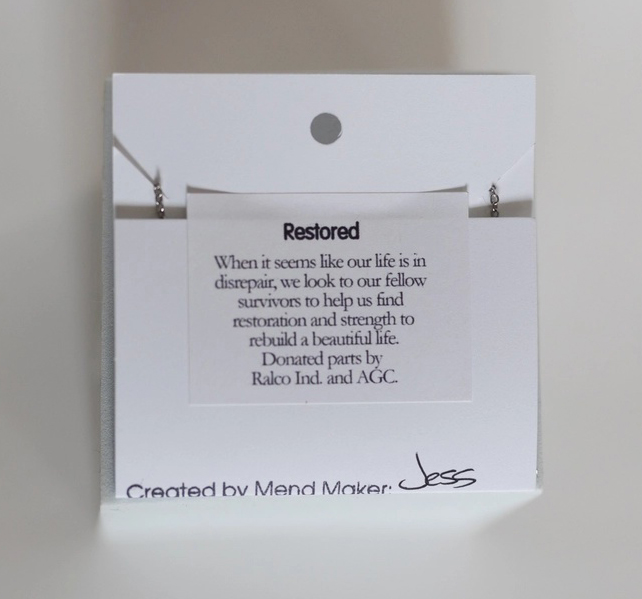 Restored
When it seems like our life is in
disrepair, we look to our fellow
survivors to help us find
restoration and strength to
rebuild a beautiful life.
Donated parts by
Ralco Ind. and AGC.
Created by Mend Maker: Jess